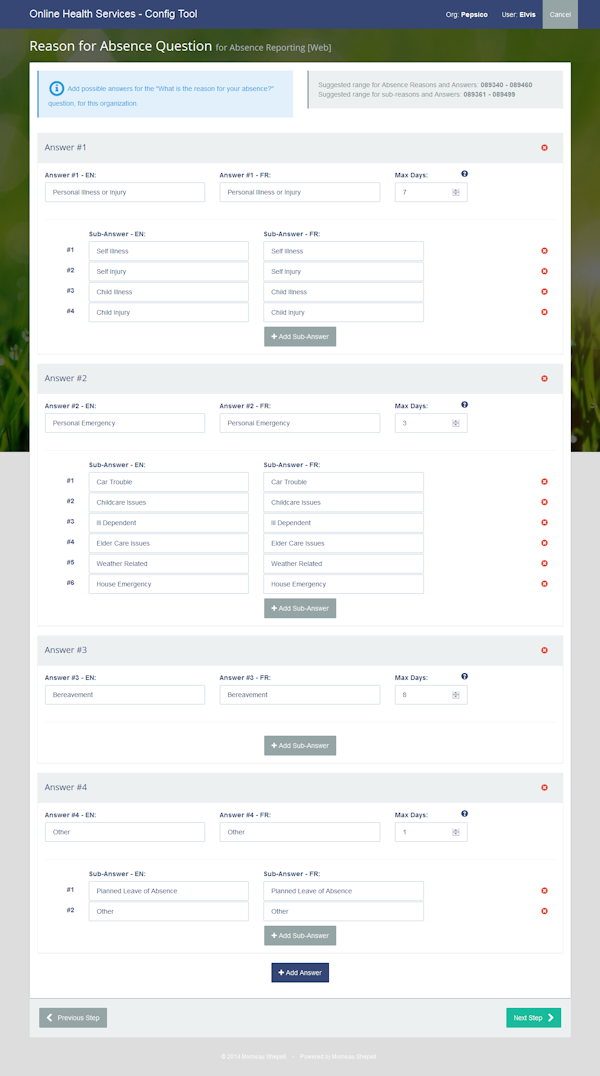 Online Health Services - Config Tool
Org: Pepsico
User: Elvis
Cancel
Reason for Absence Question for Absence Reporting [Web]
Add possible answers for the "What is the reason for your absence?"
question, for this organization.
Suggested range for Absence Reasons and Answers: 089340 - 089460
Suggested range for sub-reasons and Answers: 089361 - 089499
Answer #1
Answer #1 - EN:
Answer #1 - FR:
Max Days:
Personal Illness or Injury
Personal Illness or Injury
7
Sub-Answer - EN:
Sub-Answer - FR:
#1
Self Illness
Self Illness
#2
Self Injury
Self Injury
#3
Child Illness
Child Illness
#4
Child Injury
Child Injury
Add Sub-Answer
Answer #2
Answer #2 - EN:
Answer #2 - FR:
Max Days:
Personal Emergency
Personal Emergency
3
Sub-Answer - EN:
Sub-Answer - FR:
#1
Car Trouble
Car Trouble
#2
Childcare Issues
Childcare Issues
#3
Ill Dependent
Ill Dependent
#4
Elder Care Issues
Elder Care Issues
#5
Weather Related
Weather Related
#6
House Emergency
House Emergency
Add Sub-Answer
Answer #3
Answer #3 - EN:
Answer #3 - FR:
Max Days:
Bereavement
Bereavement
6
Add Sub-Answer
Answer #4
Answer #4 - EN:
Answer #4 - FR:
Max Days:
Other
Other
1
Sub-Answer - EN:
Sub-Answer - FR:
#1
Planned Leave of Absence
Planned Leave of Absence
#2
Other
Other
Add Sub-Answer
Add Answer
Previous Step
Next Step
© 2014 Morneau Shepell - Powered by Morneau Shepell